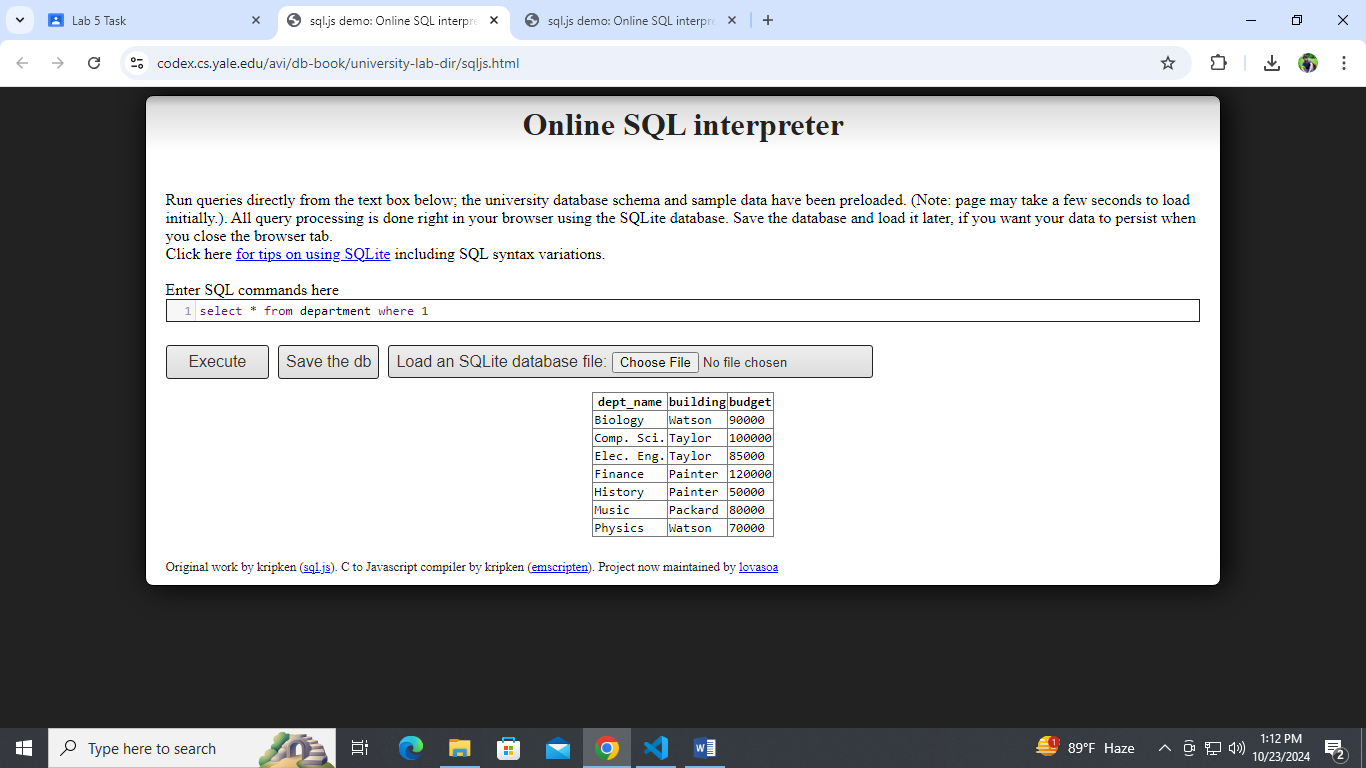 Lab 5 Task
sql.js demo: Online SQL interpre
sql.js demo: Online SQL interpr
codex.cs.yale.edu/avi/db-book/university-lab-dir/sqljs.html
Online SQL interpreter
Run queries directly from the text box below; the university database schema and sample data have been preloaded. (Note: page may take a few seconds to load
initially.). All query processing is done right in your browser using the SQLite database. Save the database and load it later, if you want your data to persist when
you close the browser tab.
Click here for tips on using SQLite including SQL syntax variations.
Enter SQL commands here
1 select * from department where 1
Execute Save the db Load an SQLite database file: Choose File No file chosen
dept_name building budget
Biology Watson 90000
Comp. Sci. Taylor 100000
Elec. Eng. Taylor 85000
Finance Painter 120000
History Painter 50000
Music Packard 80000
Physics Watson 70000
Original work by kripken (sql.js). C to Javascript compiler by kripken (emscripten). Project now maintained by lovasoa
Type here to search
1
89°F Haze
1:12 PM
10/23/2024
2